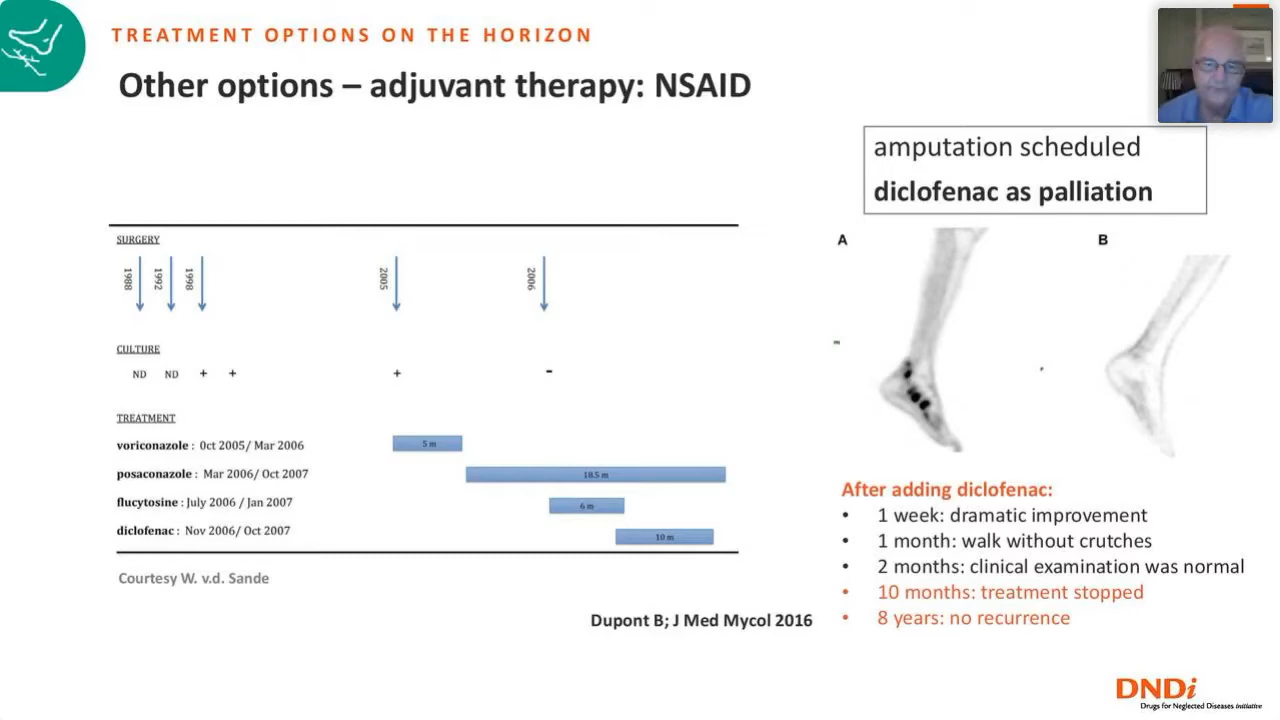 TREATMENT OPTIONS ON THE HORIZON
Other options – adjuvant therapy: NSAID
amputation scheduled
diclofenac as palliation
SURGERY
1988 1992 1998 2005 2006
CULTURE
ND ND + + + -
TREATMENT
voriconazole : 0ct 2005/ Mar 2006 5 m
posaconazole : Mar 2006/ Oct 2007 18.5 m
flucytosine : July 2006 / Jan 2007 6 m
diclofenac : Nov 2006/ Oct 2007 10 m
Courtesy W. v.d. Sande
Dupont B; J Med Mycol 2016
A B
After adding diclofenac:
• 1 week: dramatic improvement
• 1 month: walk without crutches
• 2 months: clinical examination was normal
• 10 months: treatment stopped
• 8 years: no recurrence
DNDi
Drugs for Neglected Diseases initiative